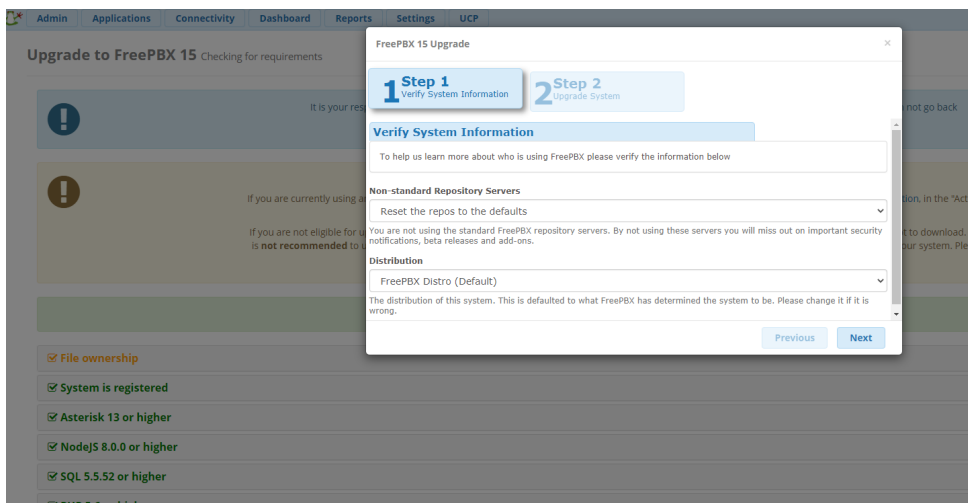 Admin Applications Connectivity Dashboard Reports Settings UCP
Upgrade to FreePBX 15 Checking for requirements
It is your
not go back
If you are currently using
in the "Act
If you are not eligible for
to download.
is not recommended to
our system.
File ownership
System is registered
Asterisk 13 or higher
NodeJS 8.0.0 or higher
SQL 5.5.52 or higher
FreePBX 15 Upgrade
×
1 Step 1
Verify System Information
2 Step 2
Upgrade System
Verify System Information
To help us learn more about who is using FreePBX please verify the information below
Non-standard Repository Servers
Reset the repos to the defaults
You are not using the standard FreePBX repository servers. By not using these servers you will miss out on important security
notifications, beta releases and add-ons.
Distribution
FreePBX Distro (Default)
The distribution of this system. This is defaulted to what FreePBX has determined the system to be. Please change it if it is
wrong.
Previous Next